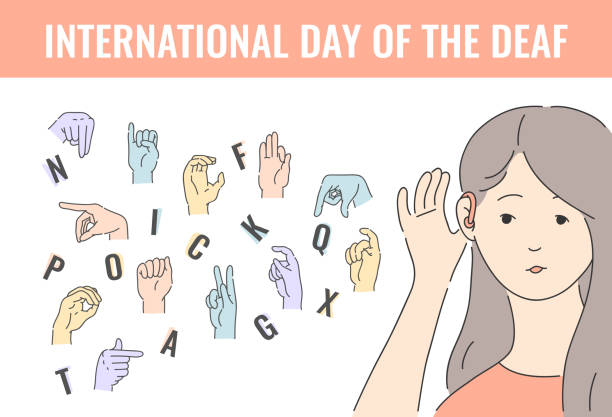 INTERNATIONAL DAY OF THE DEAF
N F
I C K Q
P O
G X
T A